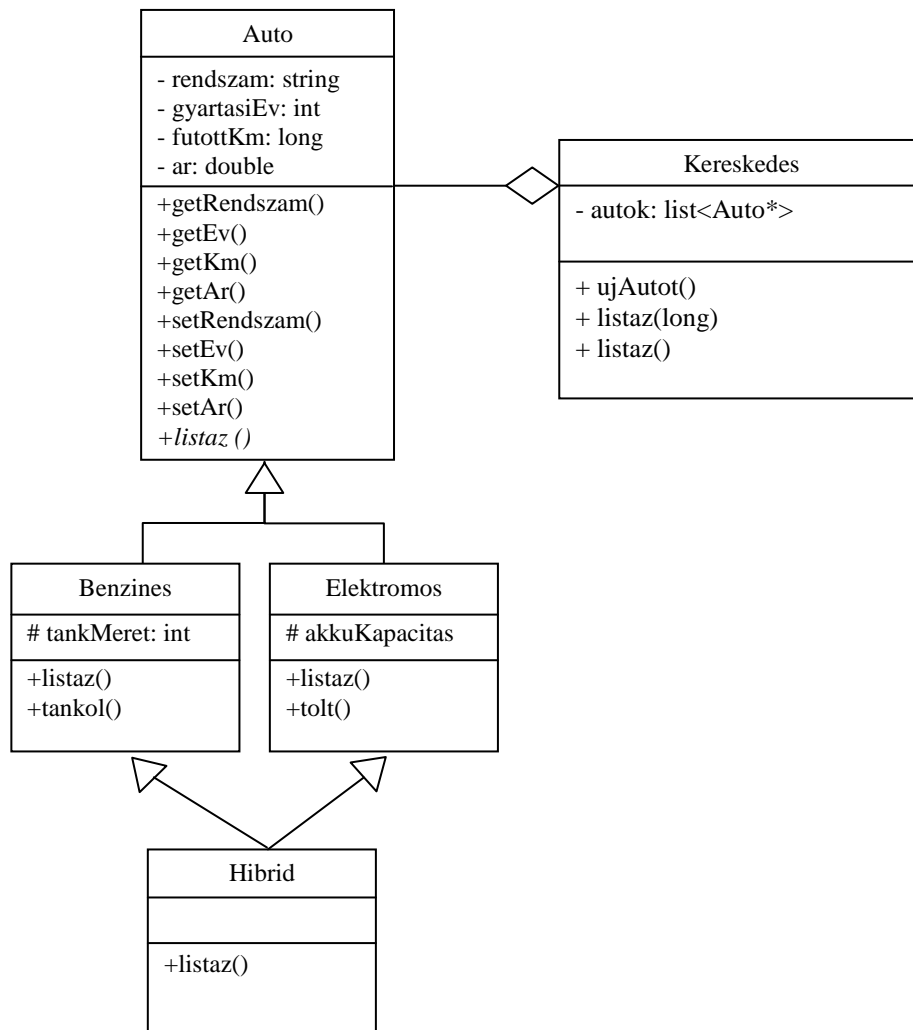 Auto
- rendszam: string
- gyartasiEv: int
- futottKm: long
- ar: double
+getRendszam()
+getEv()
+getKm()
+getAr()
+setRendszam()
+setEv()
+setKm()
+setAr()
+listaz ()
Kereskedes
- autok: list<Auto*>
+ ujAutot()
+ listaz(long)
+ listaz()
Benzines
# tankMeret: int
+listaz()
+tankol()
Elektromos
# akkuKapacitas
+listaz()
+tolt()
Hibrid
+listaz()